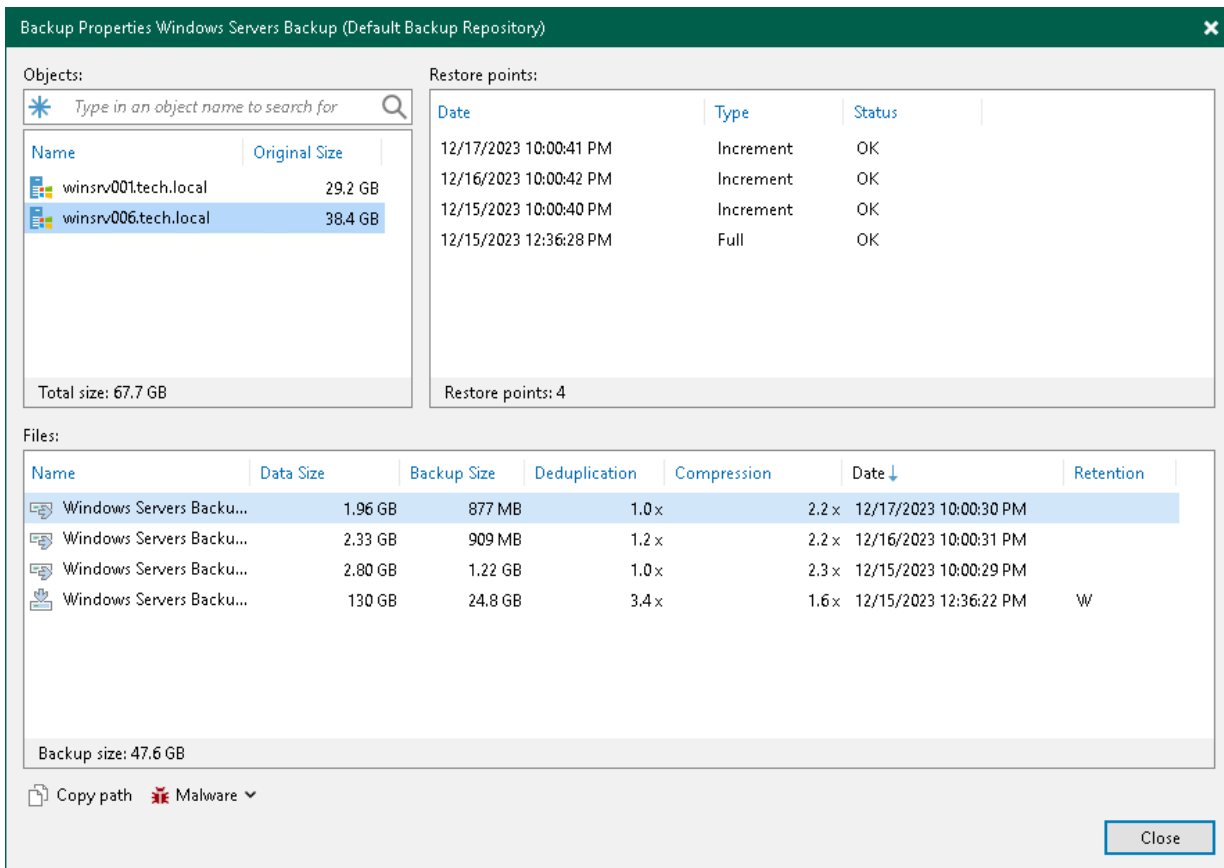 Backup Properties Windows Servers Backup (Default Backup Repository)
Objects:
Type in an object name to search for
Name Original Size
winsrv001.tech.local 29.2 GB
winsrv006.tech.local 38.4 GB
Total size: 67.7 GB
Restore points:
Date Type Status
12/17/2023 10:00:41 PM Increment OK
12/16/2023 10:00:42 PM Increment OK
12/15/2023 10:00:40 PM Increment OK
12/15/2023 12:36:28 PM Full OK
Restore points: 4
Files:
Name Data Size Backup Size Deduplication Compression Date Retention
Windows Servers Backu... 1.96 GB 877 MB 1.0 x 2.2 x 12/17/2023 10:00:30 PM
Windows Servers Backu... 2.33 GB 909 MB 1.2 x 2.2 x 12/16/2023 10:00:31 PM
Windows Servers Backu... 2.80 GB 1.22 GB 1.0 x 2.3 x 12/15/2023 10:00:29 PM
Windows Servers Backu... 130 GB 24.8 GB 3.4 x 1.6 x 12/15/2023 12:36:22 PM W
Backup size: 47.6 GB
Copy path Malware
Close